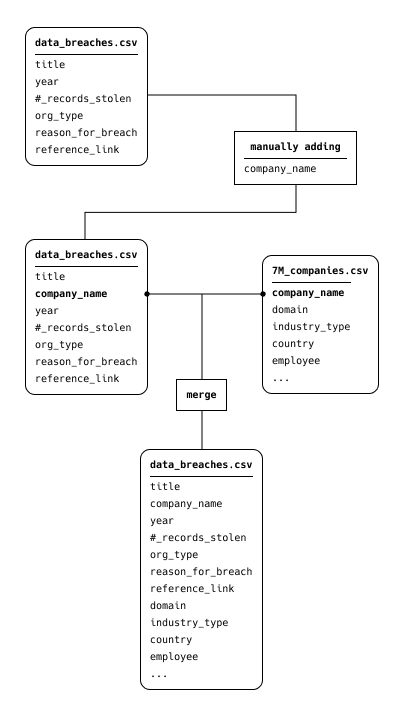 data_breaches.csv
title
year
#_records_stolen
org_type
reason_for_breach
reference_link
manually adding
company_name
data_breaches.csv
title
company_name
year
#_records_stolen
org_type
reason_for_breach
reference_link
7M_companies.csv
company_name
domain
industry_type
country
employee
...
merge
data_breaches.csv
title
company_name
year
#_records_stolen
org_type
reason_for_breach
reference_link
domain
industry_type
country
employee
...